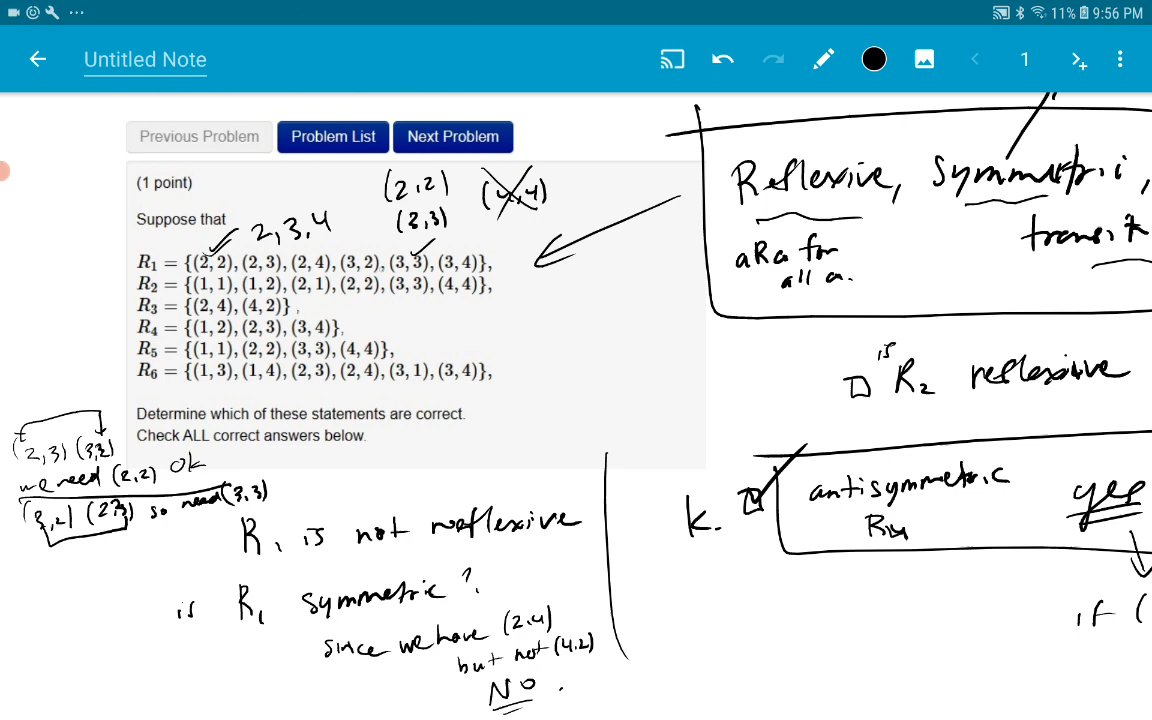 11% 9:56 PM
Untitled Note
1
Previous Problem Problem List Next Problem
(1 point)
(2,2) (4,4)
Suppose that
2,3,4
(3,3)
R₁ = {(2, 2), (2, 3), (2, 4), (3, 2), (3, 3), (3, 4)},
R₂ = {(1, 1), (1, 2), (2, 1), (2, 2), (3, 3), (4, 4)},
R₃ = {(2, 4), (4, 2)} ,
R₄ = {(1, 2), (2, 3), (3, 4)},
R₅ = {(1, 1), (2, 2), (3, 3), (4, 4)},
R₆ = {(1, 3), (1, 4), (2, 3), (2, 4), (3, 1), (3, 4)},
Determine which of these statements are correct.
Check ALL correct answers below.
(2,3) (3,2)
we need (2,2) ok
(3,2) (2,3) so need (3,3)
R₁ is not reflexive
is R₁ symmetric?
since we have (2,4)
but not (4,2)
NO.
Reflexive, Symmetric,
transit
aRa for
all a.
is
R₂ reflexive
k. antisymmetric
yes
if (